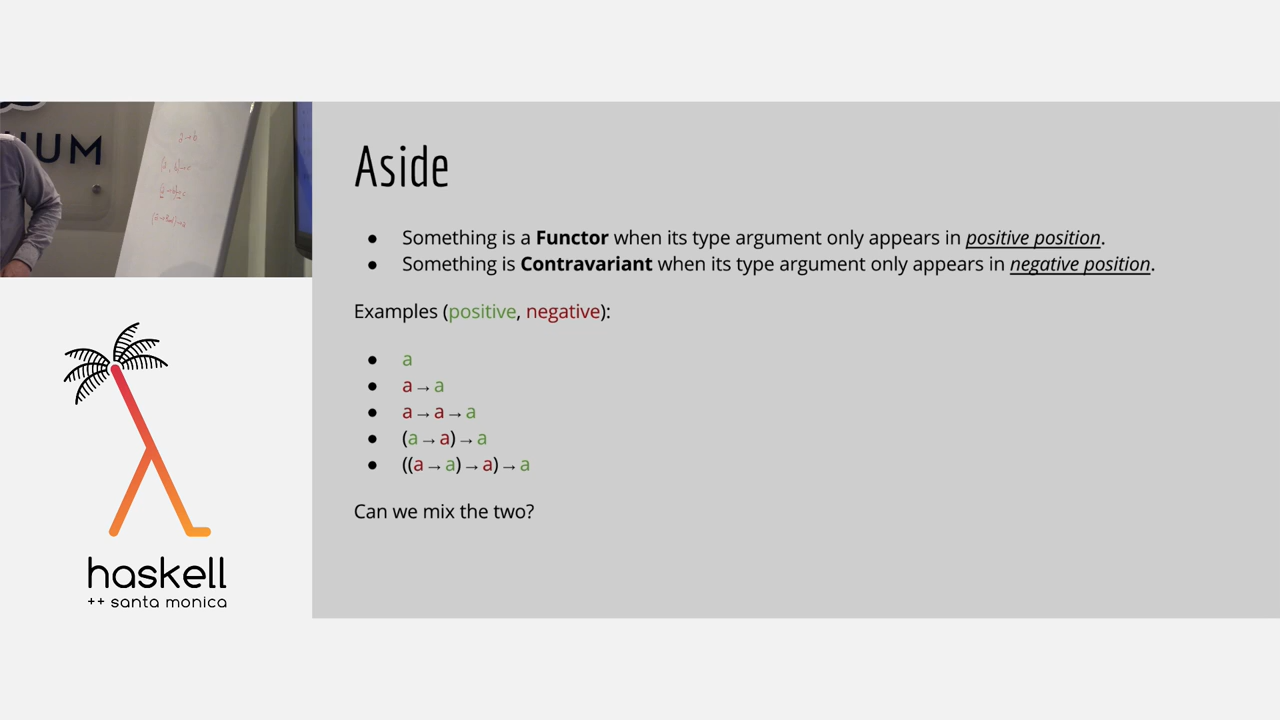 UM
a → b
Aside
● Something is a Functor when its type argument only appears in positive position.
● Something is Contravariant when its type argument only appears in negative position.
Examples (positive, negative):
● a
● a → a
● a → a → a
● (a → a) → a
● ((a → a) → a) → a
Can we mix the two?
haskell
++ santa monica